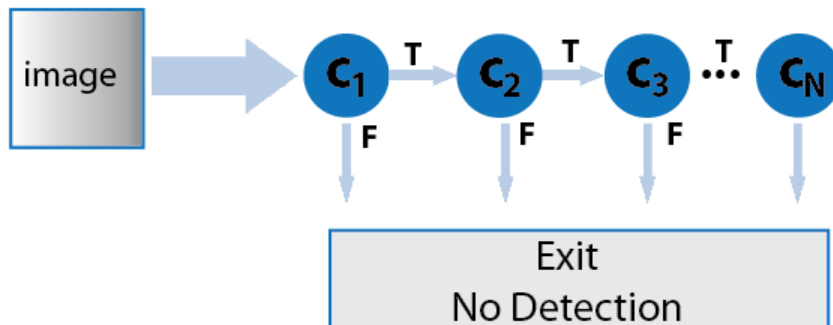 image
C1 T C2 T C3 T ... CN
F F F
Exit
No Detection